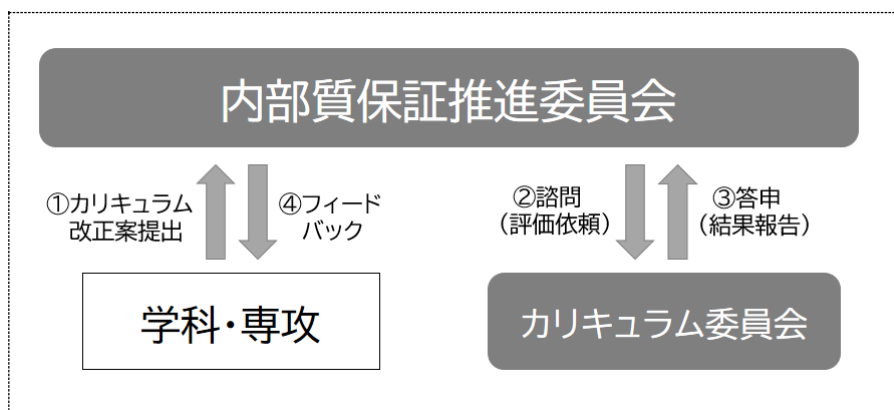 内部質保証推進委員会
①カリキュラム
改正案提出
④フィード
バック
②諮問
（評価依頼）
③答申
（結果報告）
学科・専攻
カリキュラム委員会